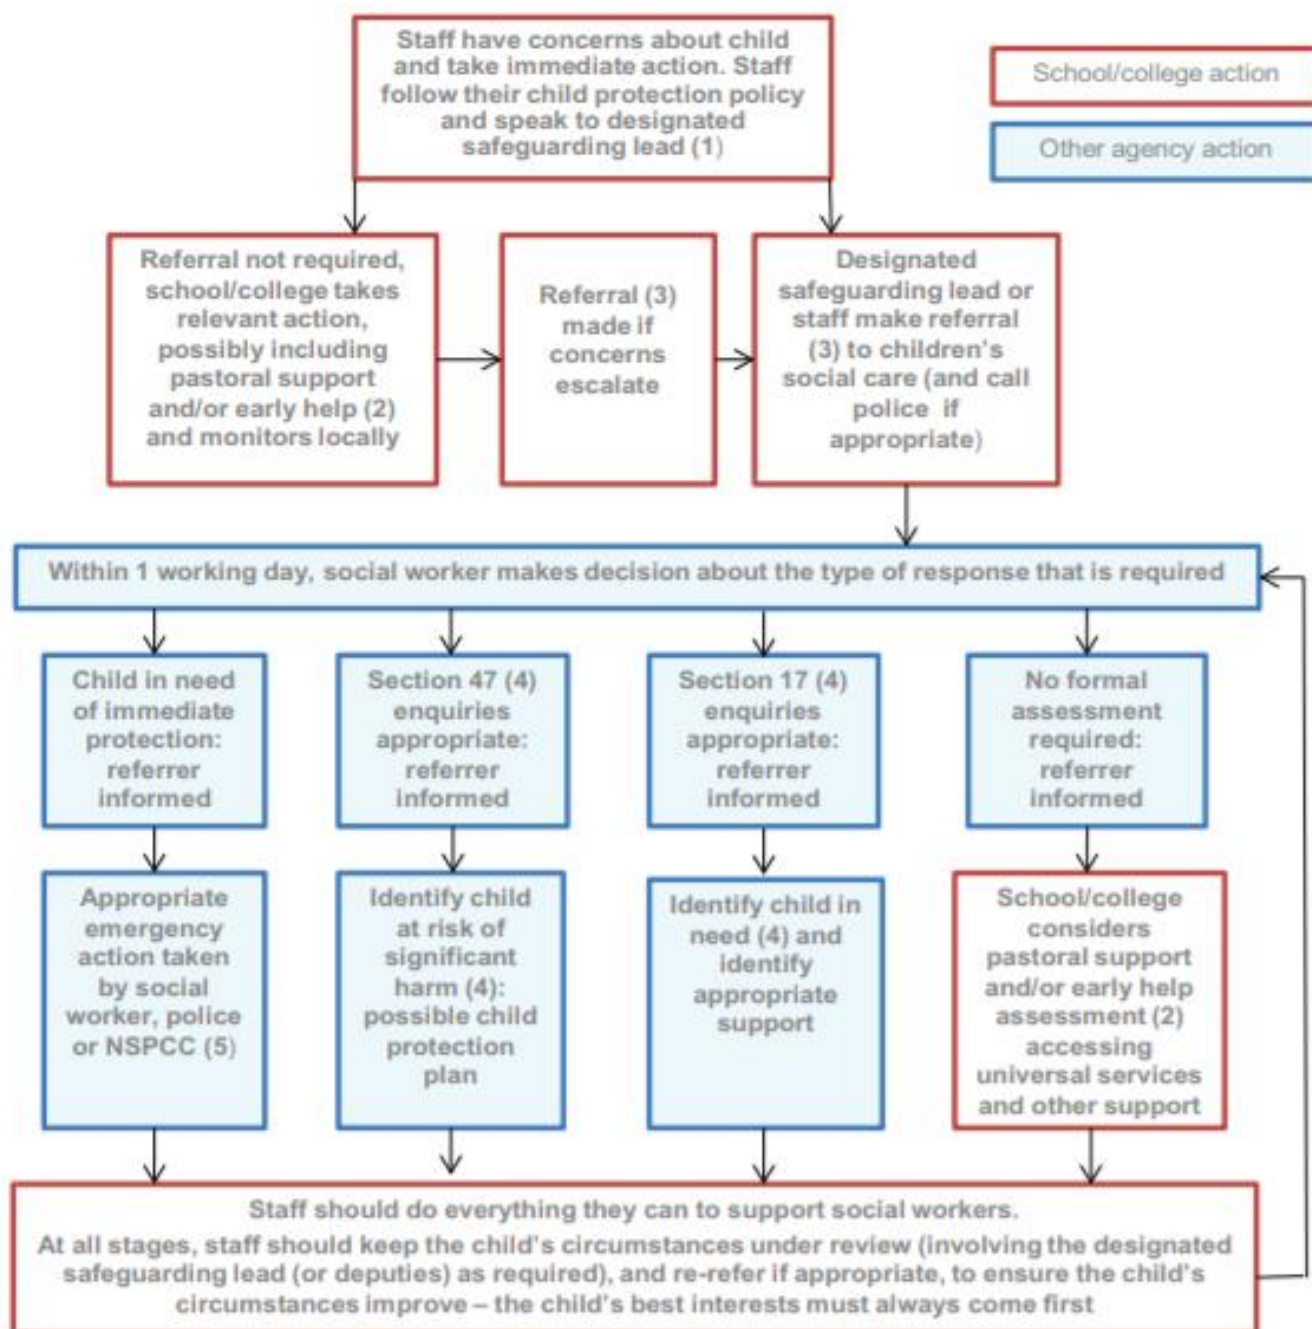 Staff have concerns about child
and take immediate action. Staff
follow their child protection policy
and speak to designated
safeguarding lead (1)
School/college action
Other agency action
Referral not required,
school/college takes
relevant action,
possibly including
pastoral support
and/or early help (2)
and monitors locally
Referral (3)
made if
concerns
escalate
Designated
safeguarding lead or
staff make referral
(3) to children's
social care (and call
police if
appropriate)
Within 1 working day, social worker makes decision about the type of response that is required
Child in need
of immediate
protection:
referrer
informed
Section 47 (4)
enquiries
appropriate:
referrer
informed
Section 17 (4)
enquiries
appropriate:
referrer
informed
No formal
assessment
required:
referrer
informed
Appropriate
emergency
action taken
by social
worker, police
or NSPCC (5)
Identify child
at risk of
significant
harm (4):
possible child
protection
plan
Identify child in
need (4) and
identify
appropriate
support
School/college
considers
pastoral support
and/or early help
assessment (2)
accessing
universal services
and other support
Staff should do everything they can to support social workers.
At all stages, staff should keep the child's circumstances under review (involving the designated
safeguarding lead (or deputies) as required), and re-refer if appropriate, to ensure the child's
circumstances improve – the child's best interests must always come first